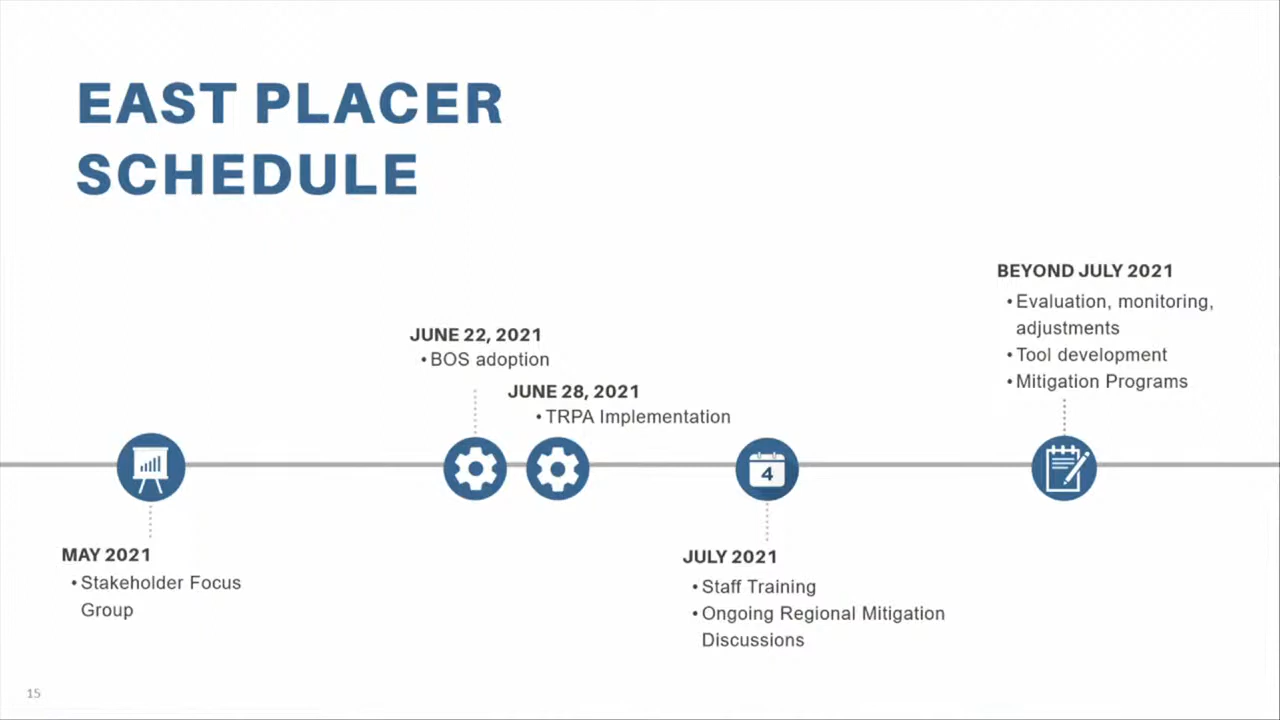 EAST PLACER
SCHEDULE
MAY 2021
• Stakeholder Focus
Group
JUNE 22, 2021
• BOS adoption
JUNE 28, 2021
• TRPA Implementation
4
JULY 2021
• Staff Training
• Ongoing Regional Mitigation
Discussions
BEYOND JULY 2021
• Evaluation, monitoring,
adjustments
• Tool development
• Mitigation Programs
15